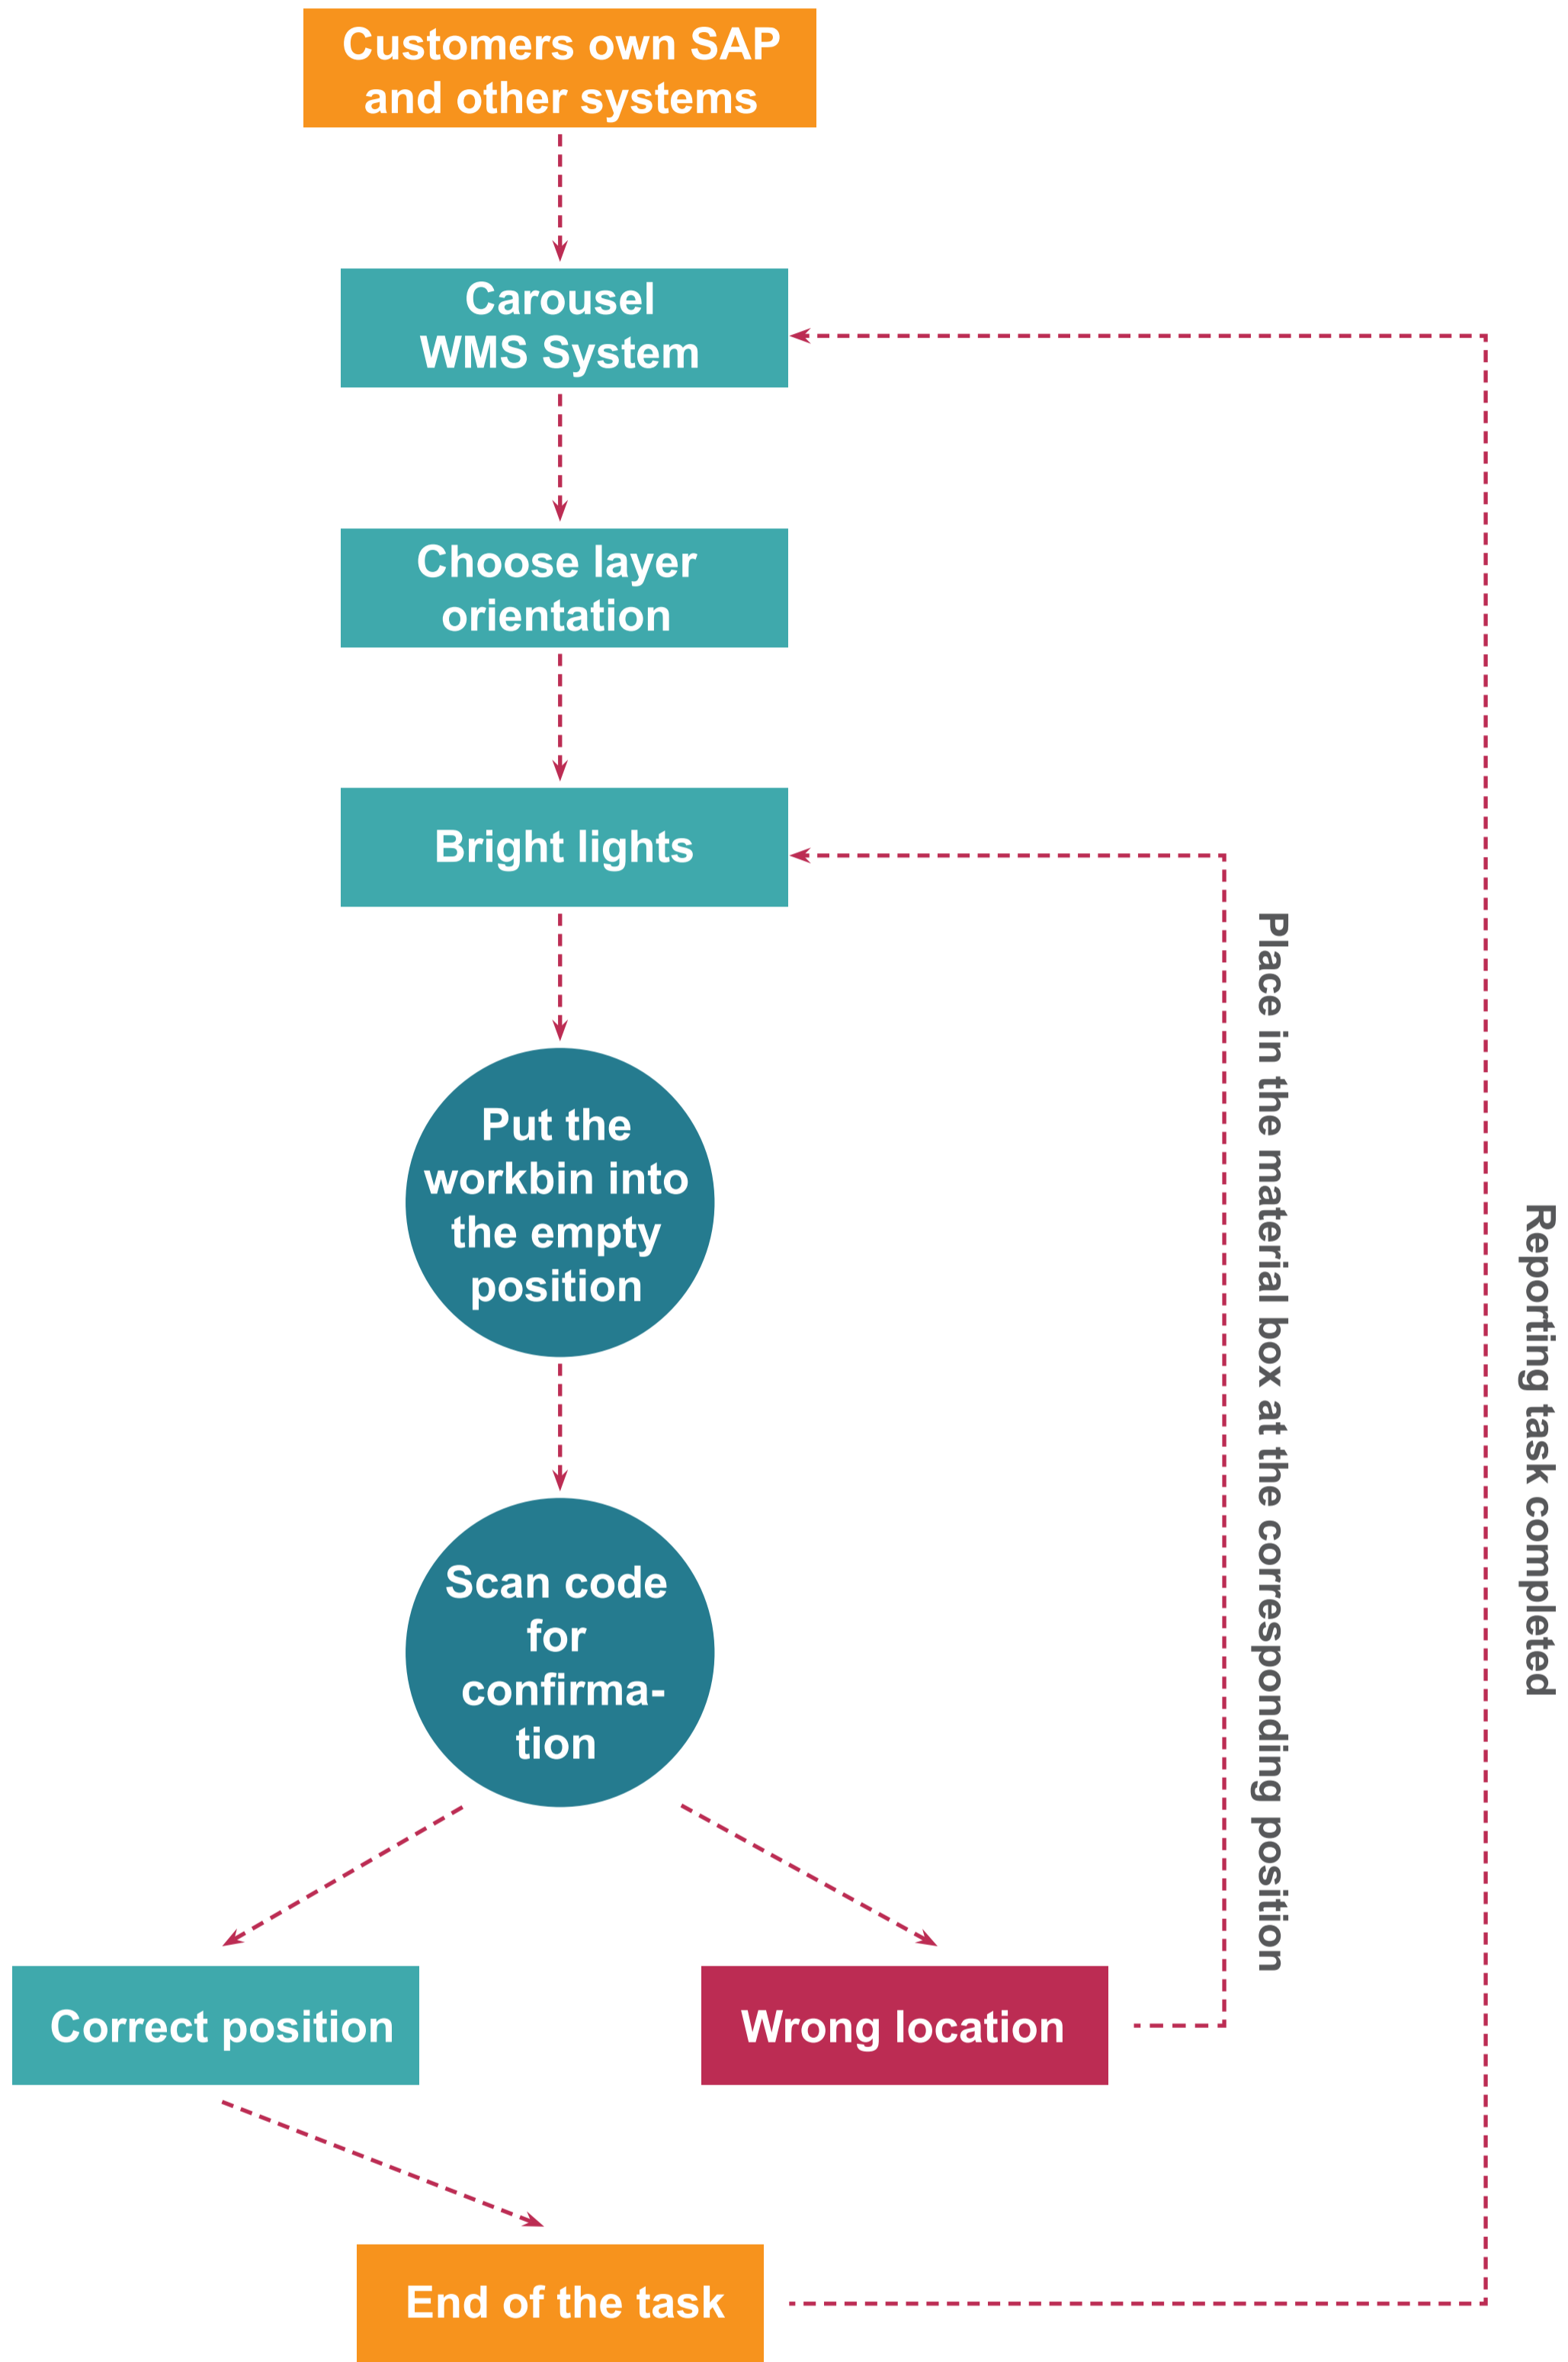 Customers own SAP
and other systems
Carousel
WMS System
Choose layer
orientation
Bright lights
Put the
workbin into
the empty
position
Scan code
for
confirma-
tion
Correct position
Wrong location
End of the task
Place in the material box at the corresponding position
Reporting task completed